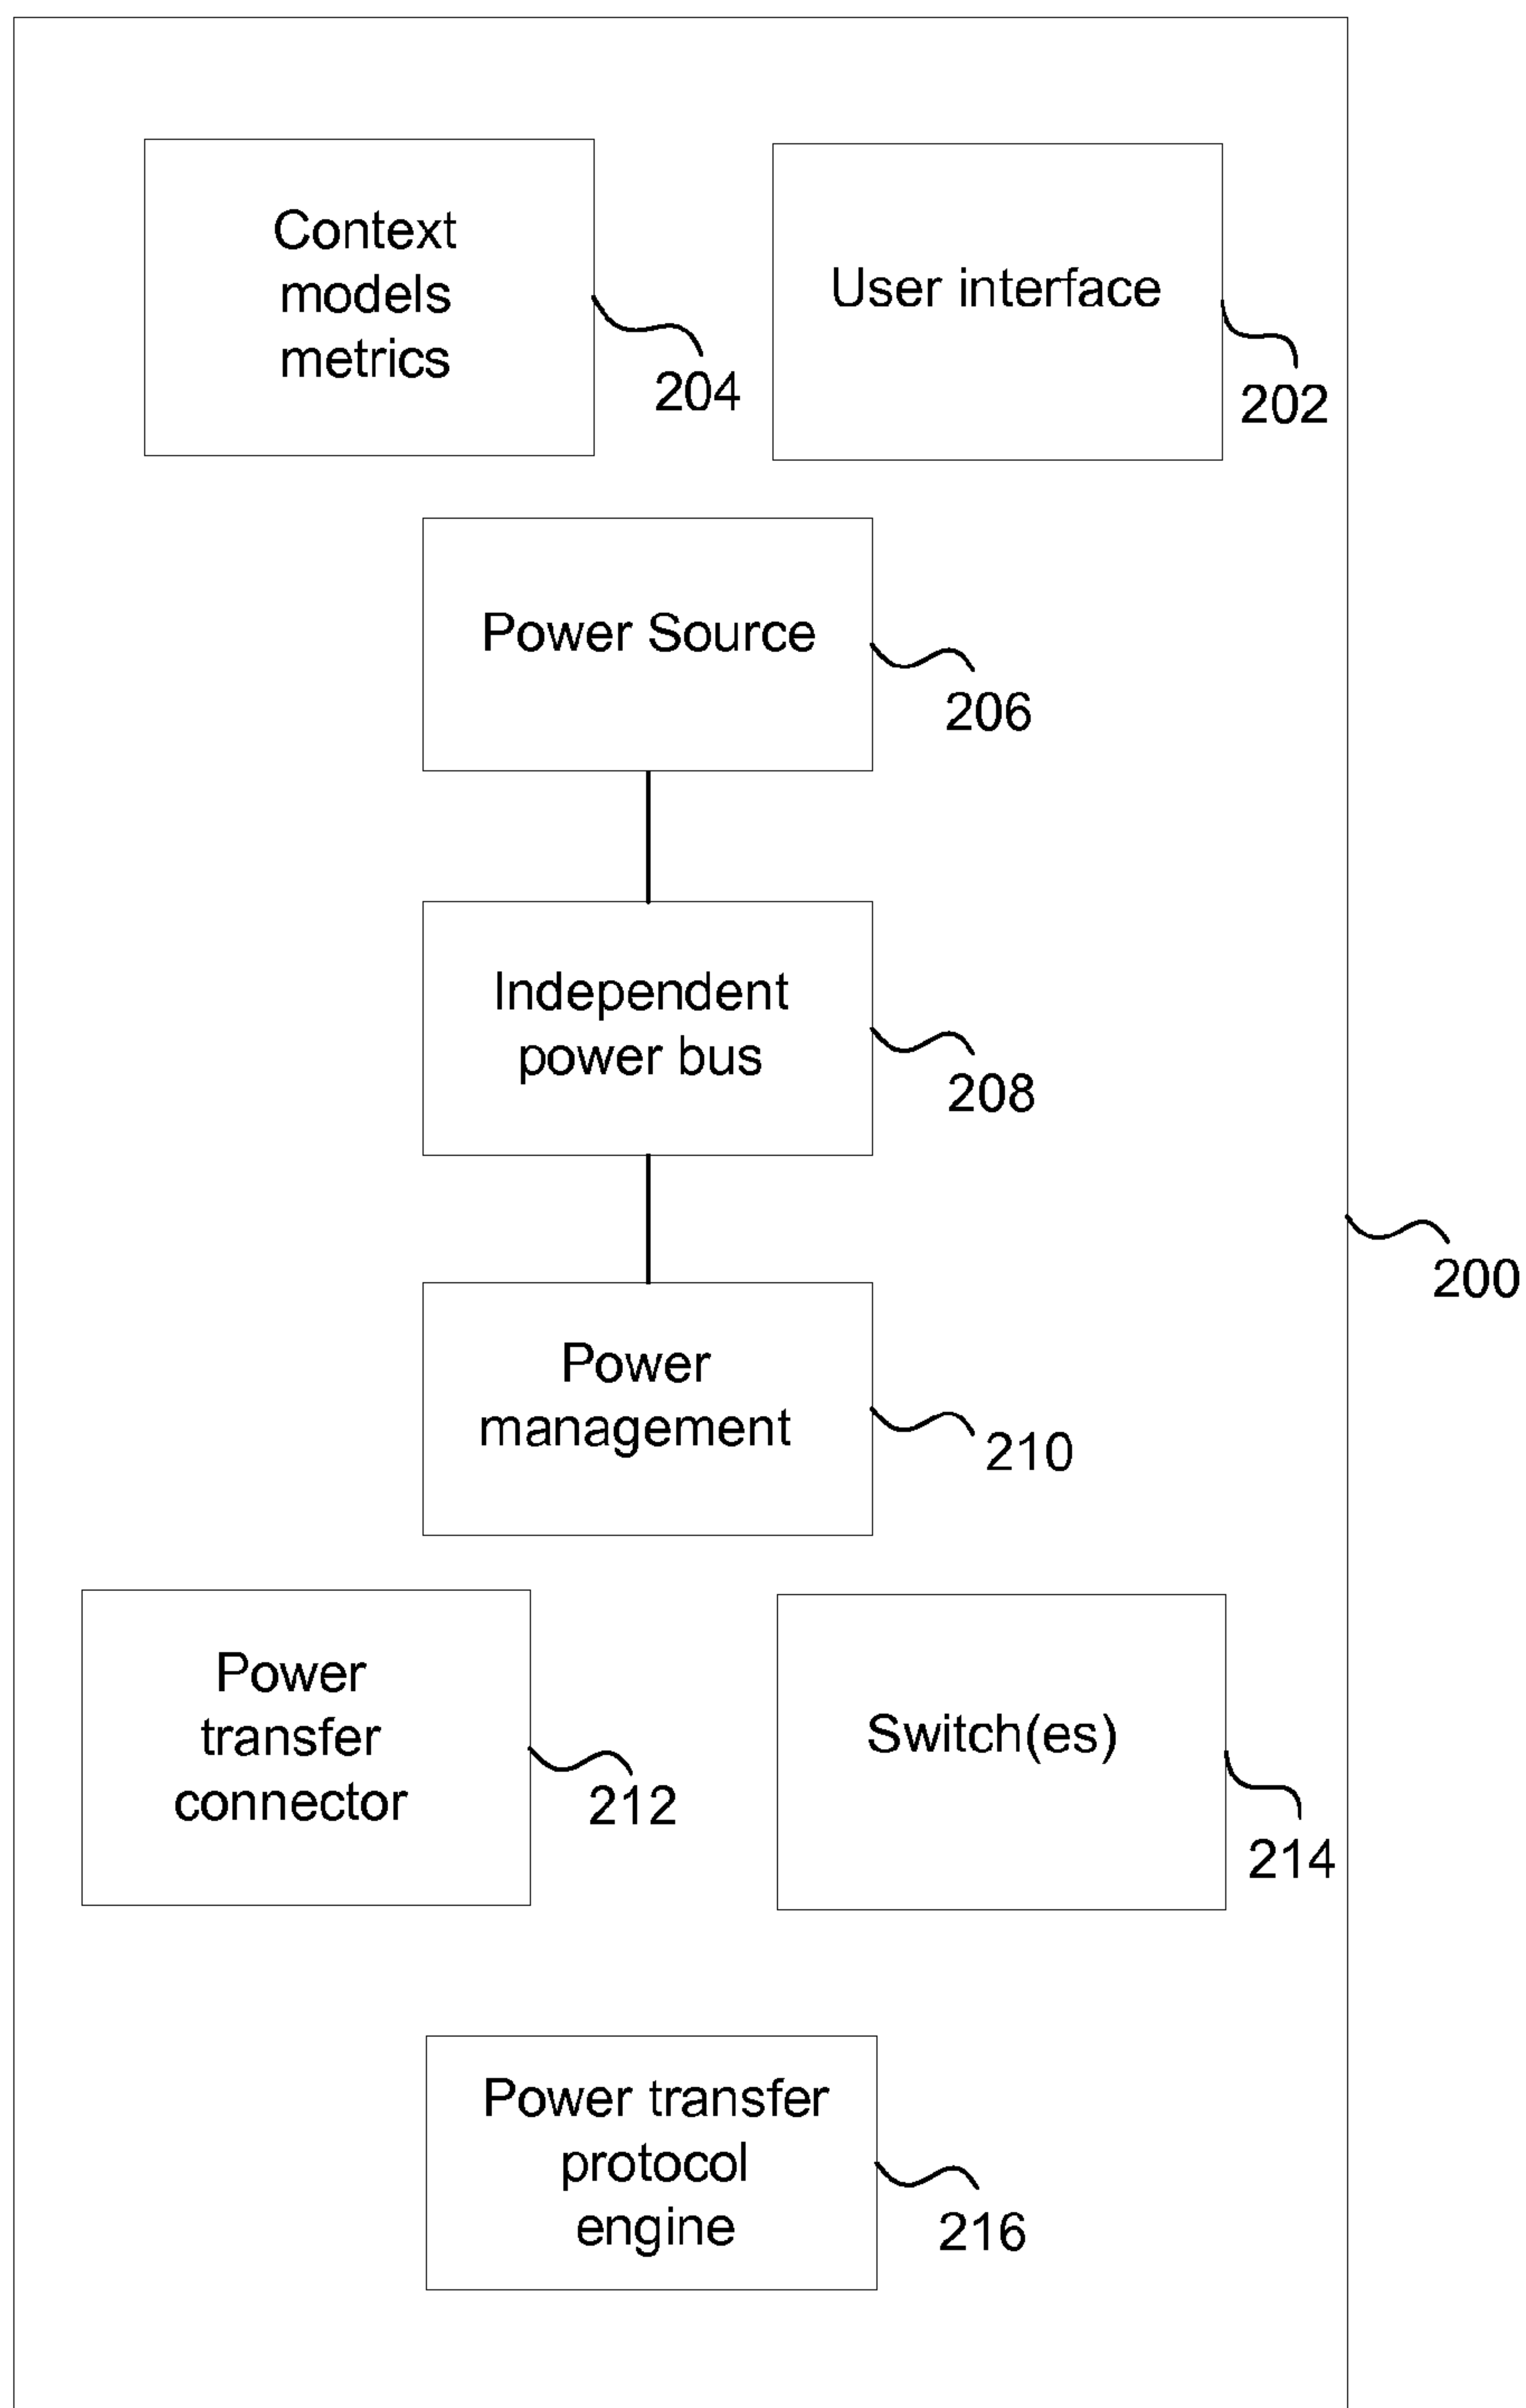 Context
models
metrics
204
User interface
202
Power Source
206
Independent
power bus
208
200
Power
management
210
Power
transfer
connector
212
Switch(es)
214
Power transfer
protocol
engine
216